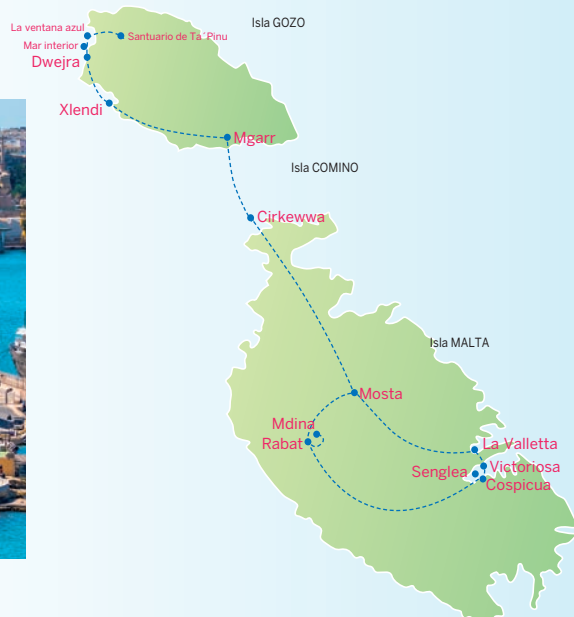 Isla GOZO
La ventana azul
Santuario de Ta´Pinu
Mar interior
Dwejra
Xlendi
Mgarr
Isla COMINO
Cirkewwa
Isla MALTA
Mosta
Mdina
Rabat
La Valletta
Victoriosa
Senglea
Cospicua